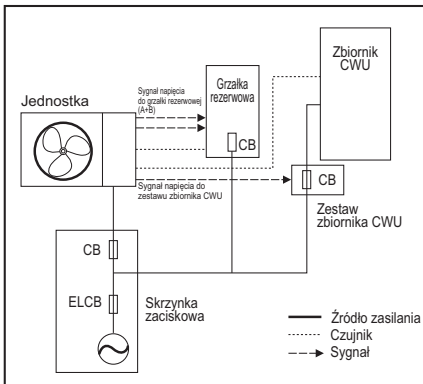 Zbiornik
CWU
Sygnał napięcia
do grzałki rezerwowej
(A+B)
Grzałka
rezerwowa
Jednostka
CB
CB
Sygnał napięcia do
zestawu zbiornika CWU
Zestaw
zbiornika CWU
CB
ELCB
Skrzynka
zaciskowa
Źródło zasilania
Czujnik
Sygnał